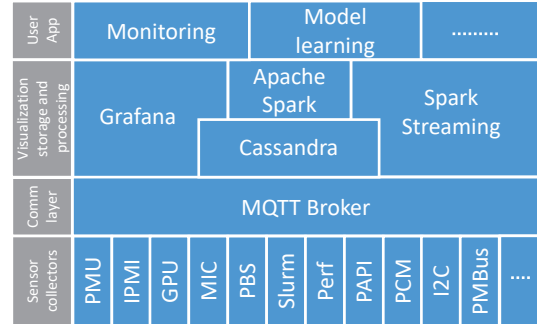 User
App
Monitoring
Model
learning
.........
Visualization
storage and
processing
Grafana
Apache
Spark
Spark
Streaming
Cassandra
Comm
layer
MQTT Broker
Sensor
collectors
PMU
IPMI
GPU
MIC
PBS
Slurm
Perf
PAPI
PCM
I2C
PMBus
....